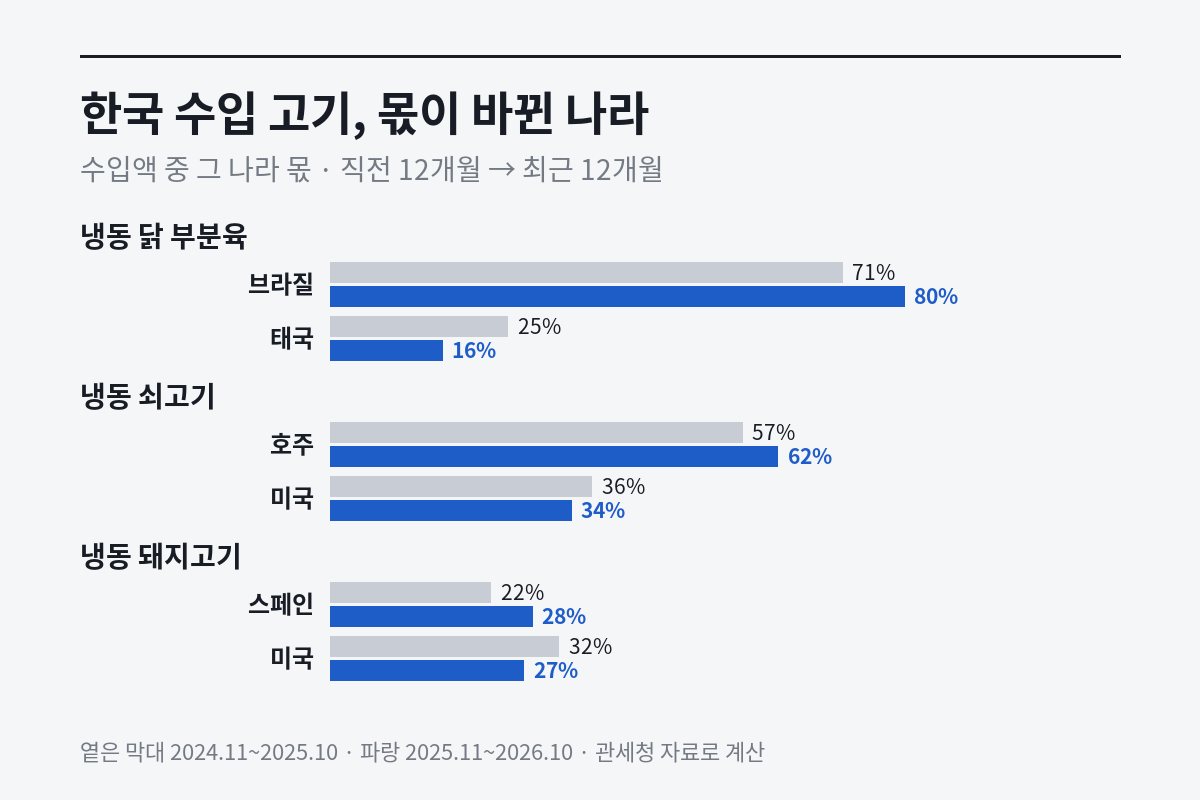 한국 수입 고기, 몫이 바뀐 나라
수입액 중 그 나라 몫 · 직전 12개월 → 최근 12개월
냉동 닭 부분육
브라질
71%
80%
태국
25%
16%
냉동 쇠고기
호주
57%
62%
미국
36%
34%
냉동 돼지고기
스페인
22%
28%
미국
32%
27%
옅은 막대 2024.11~2025.10 · 파랑 2025.11~2026.10 · 관세청 자료로 계산